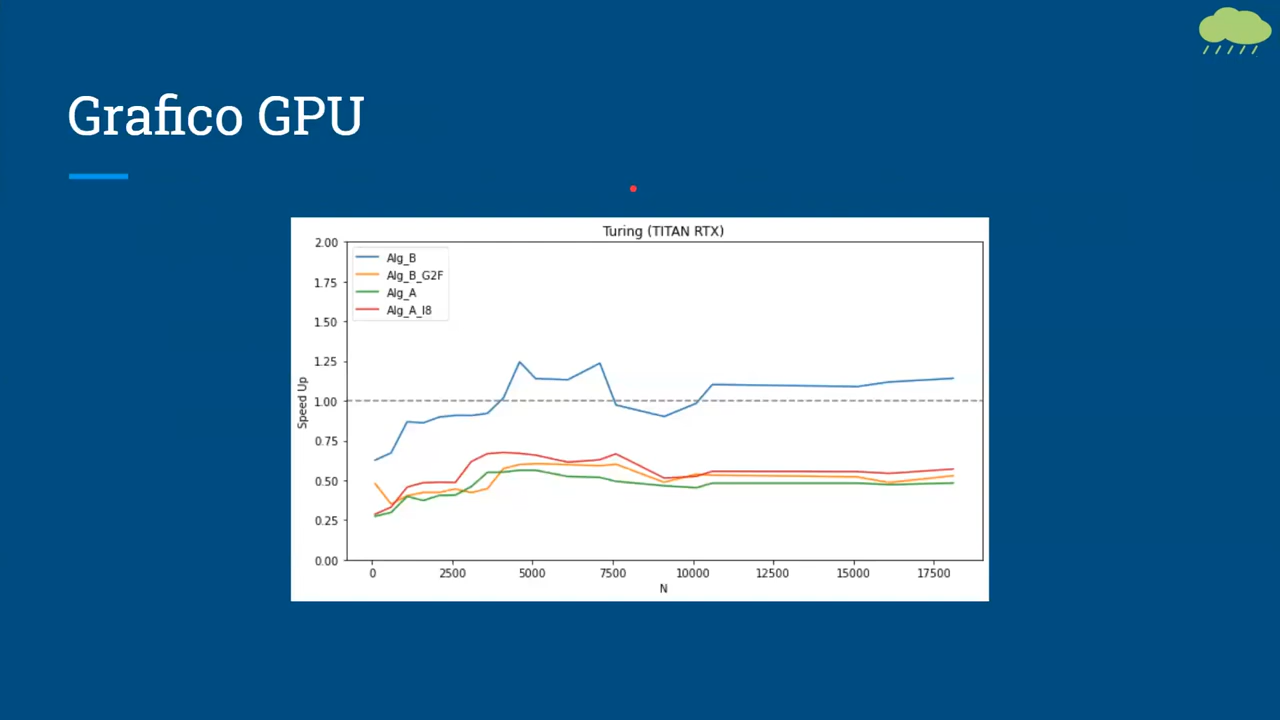 Grafico GPU
Turing (TITAN RTX)
2.00
1.75
1.50
1.25
1.00
0.75
0.50
0.25
0.00
Speed Up
Alg_B
Alg_B_G2F
Alg_A
Alg_A_I8
0 2500 5000 7500 10000 12500 15000 17500
N